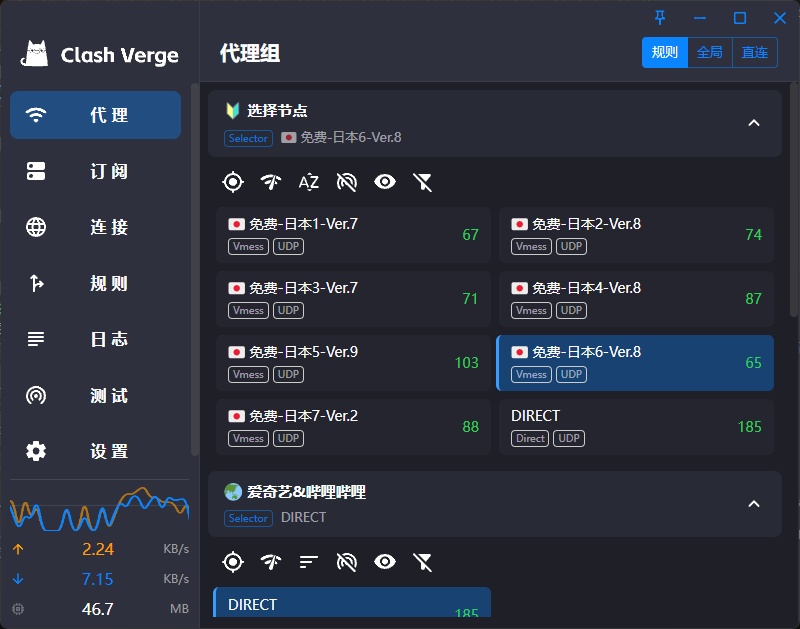 Clash Verge
代理
订阅
连接
规则
日志
测试
设置
2.24 KB/s
7.15 KB/s
46.7 MB
代理组
规则 全局 直连
选择节点
Selector 免费-日本6-Ver.8
AZ
免费-日本1-Ver.7
Vmess UDP
67
免费-日本2-Ver.8
Vmess UDP
74
免费-日本3-Ver.7
Vmess UDP
71
免费-日本4-Ver.8
Vmess UDP
87
免费-日本5-Ver.9
Vmess UDP
103
免费-日本6-Ver.8
Vmess UDP
65
免费-日本7-Ver.2
Vmess UDP
88
DIRECT
Direct UDP
185
爱奇艺&哔哩哔哩
Selector DIRECT
DIRECT
185